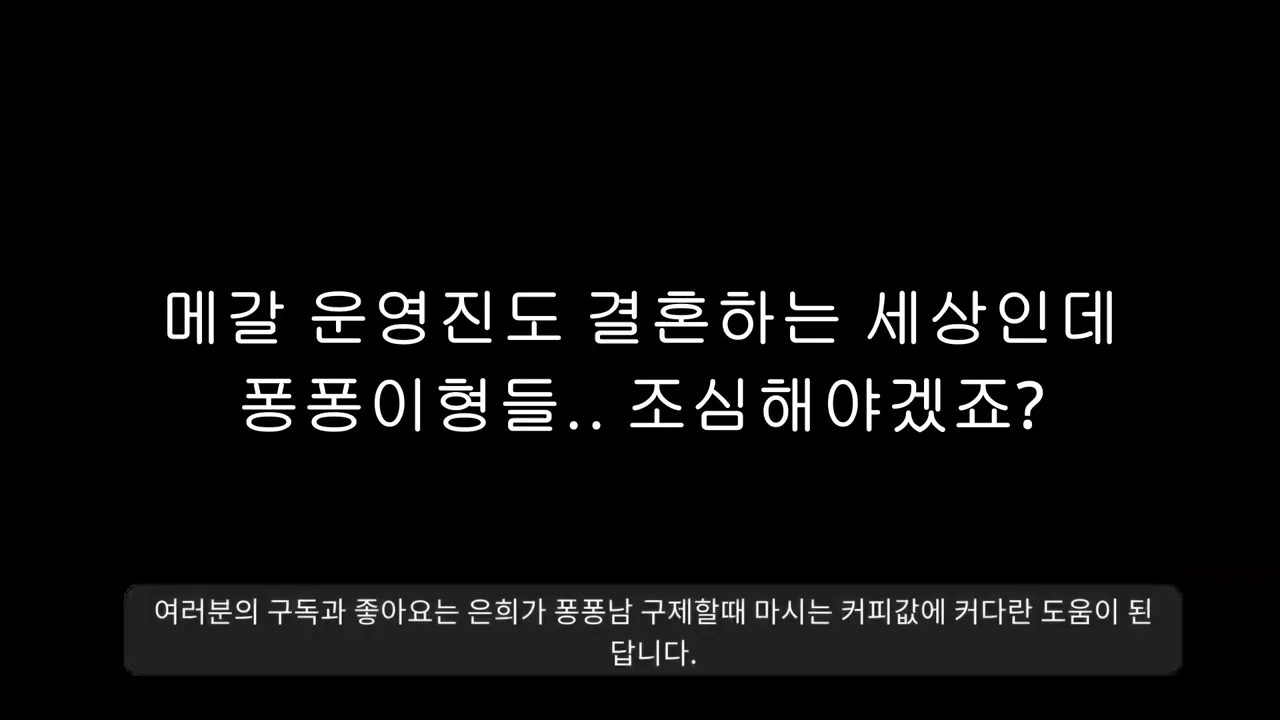 메갈 운영진도 결혼하는 세상인데
퐁퐁이형들.. 조심해야겠죠?
여러분의 구독과 좋아요는 은희가 퐁퐁남 구제할때 마시는 커피값에 커다란 도움이 된
답니다.